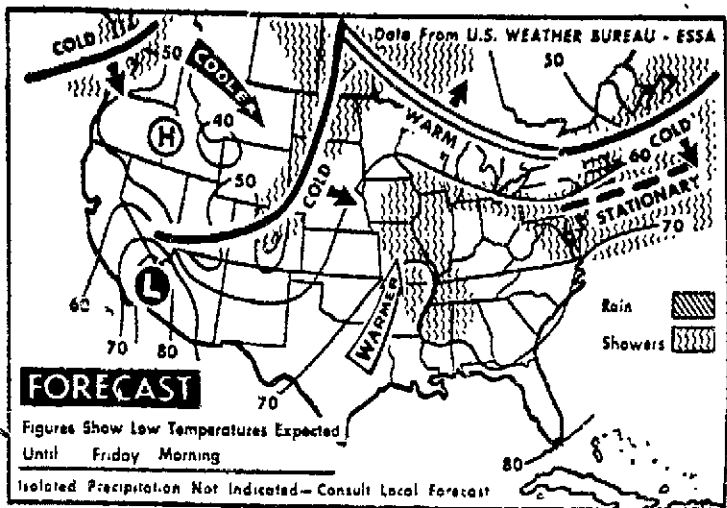 Data From U.S. WEATHER BUREAU - ESSA
COLD
50
COOLER
50
40
H
WARM
COLD
60
50
COLD
STATIONARY
70
L
60
70
80
WARMER
70
Rain
Showers
80
FORECAST
Figures Show Low Temperatures Expected
Until Friday Morning
Isolated Precipitation Not Indicated— Consult Local Forecast